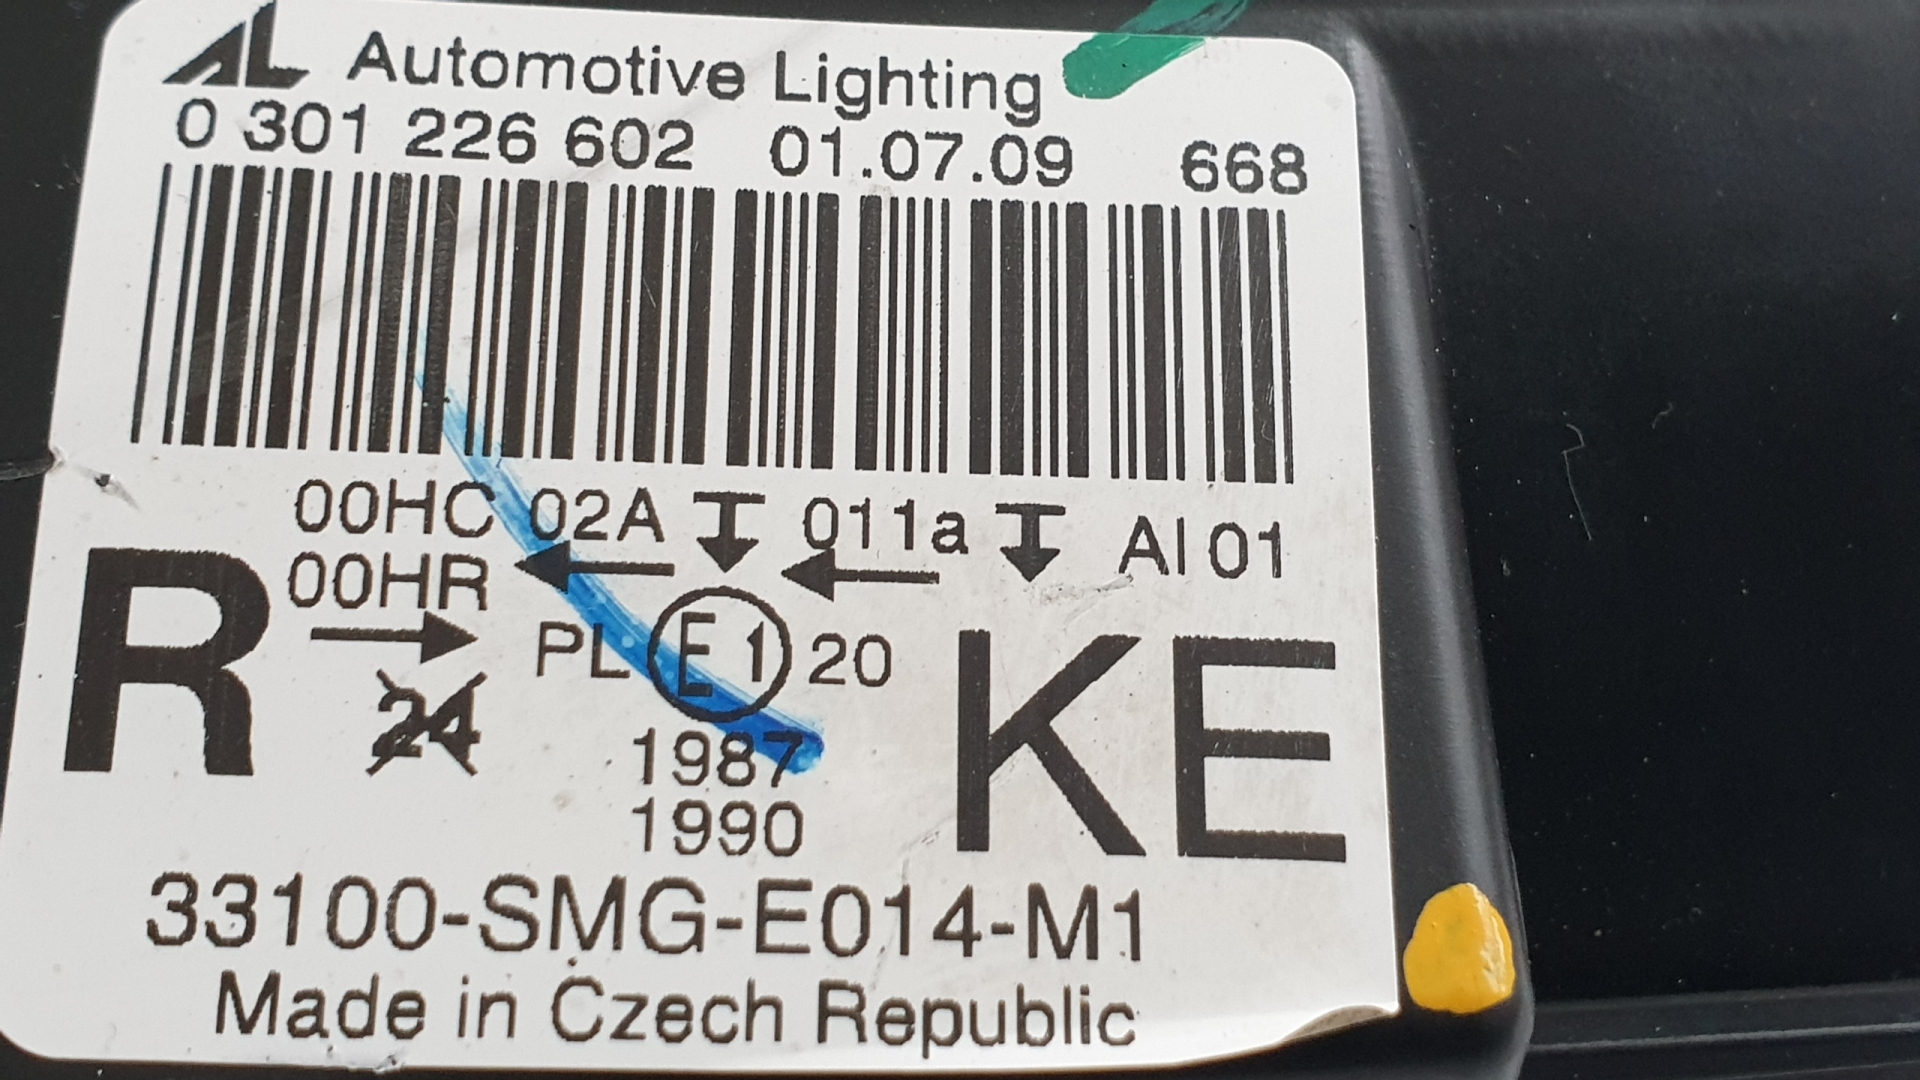 AL Automotive Lighting
0 301 226 602 01.07.09 668
00HC 02A 011a AI 01
00HR
R PL E1 20 KE
24
1987
1990
33100-SMG-E014-M1
Made in Czech Republic